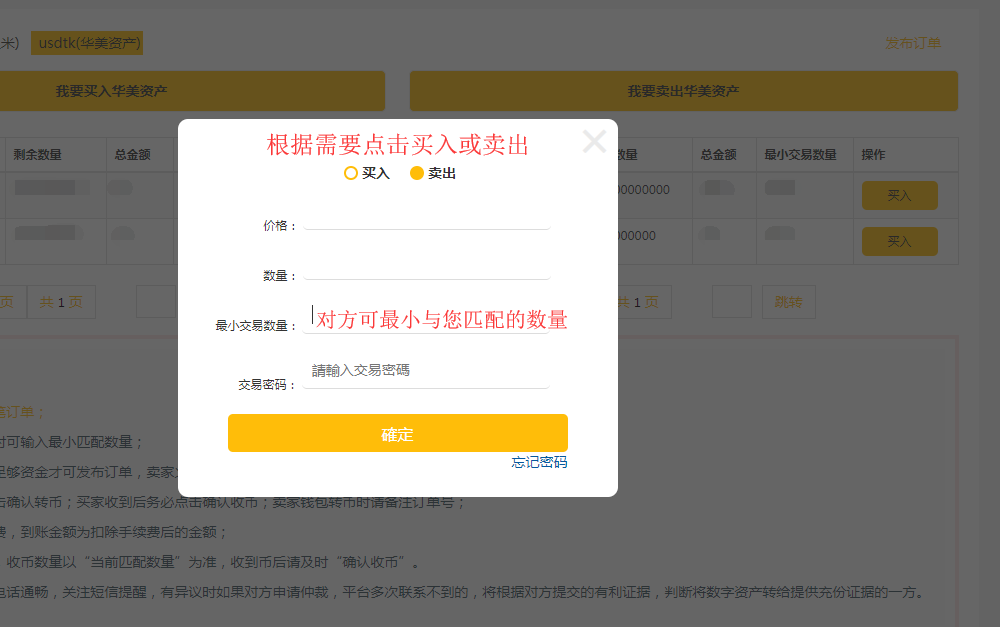 米) usdtk(华美资产) 发布订单
我要买入华美资产 我要卖出华美资产
根据需要点击买入或卖出
买入 卖出
剩余数量 总金额 数量 总金额 最小交易数量 操作
00000000 买入
价格：
000000 买入
数量：
页 共 1 页 共 1 页 跳转
最小交易数量： 对方可最小与您匹配的数量
交易密码： 請輸入交易密碼
订单；
確定
可输入最小匹配数量；
忘记密码
够资金才可发布订单，卖家
击确认转币；买家收到后务必点击确认收币；卖家钱包转币时请备注订单号；
费，到账金额为扣除手续费后的金额；
收币数量以“当前匹配数量”为准，收到币后请及时“确认收币”。
电话通畅，关注短信提醒，有异议时如果对方申请仲裁，平台多次联系不到的，将根据对方提交的有利证据，判断将数字资产转给提供充份证据的一方。